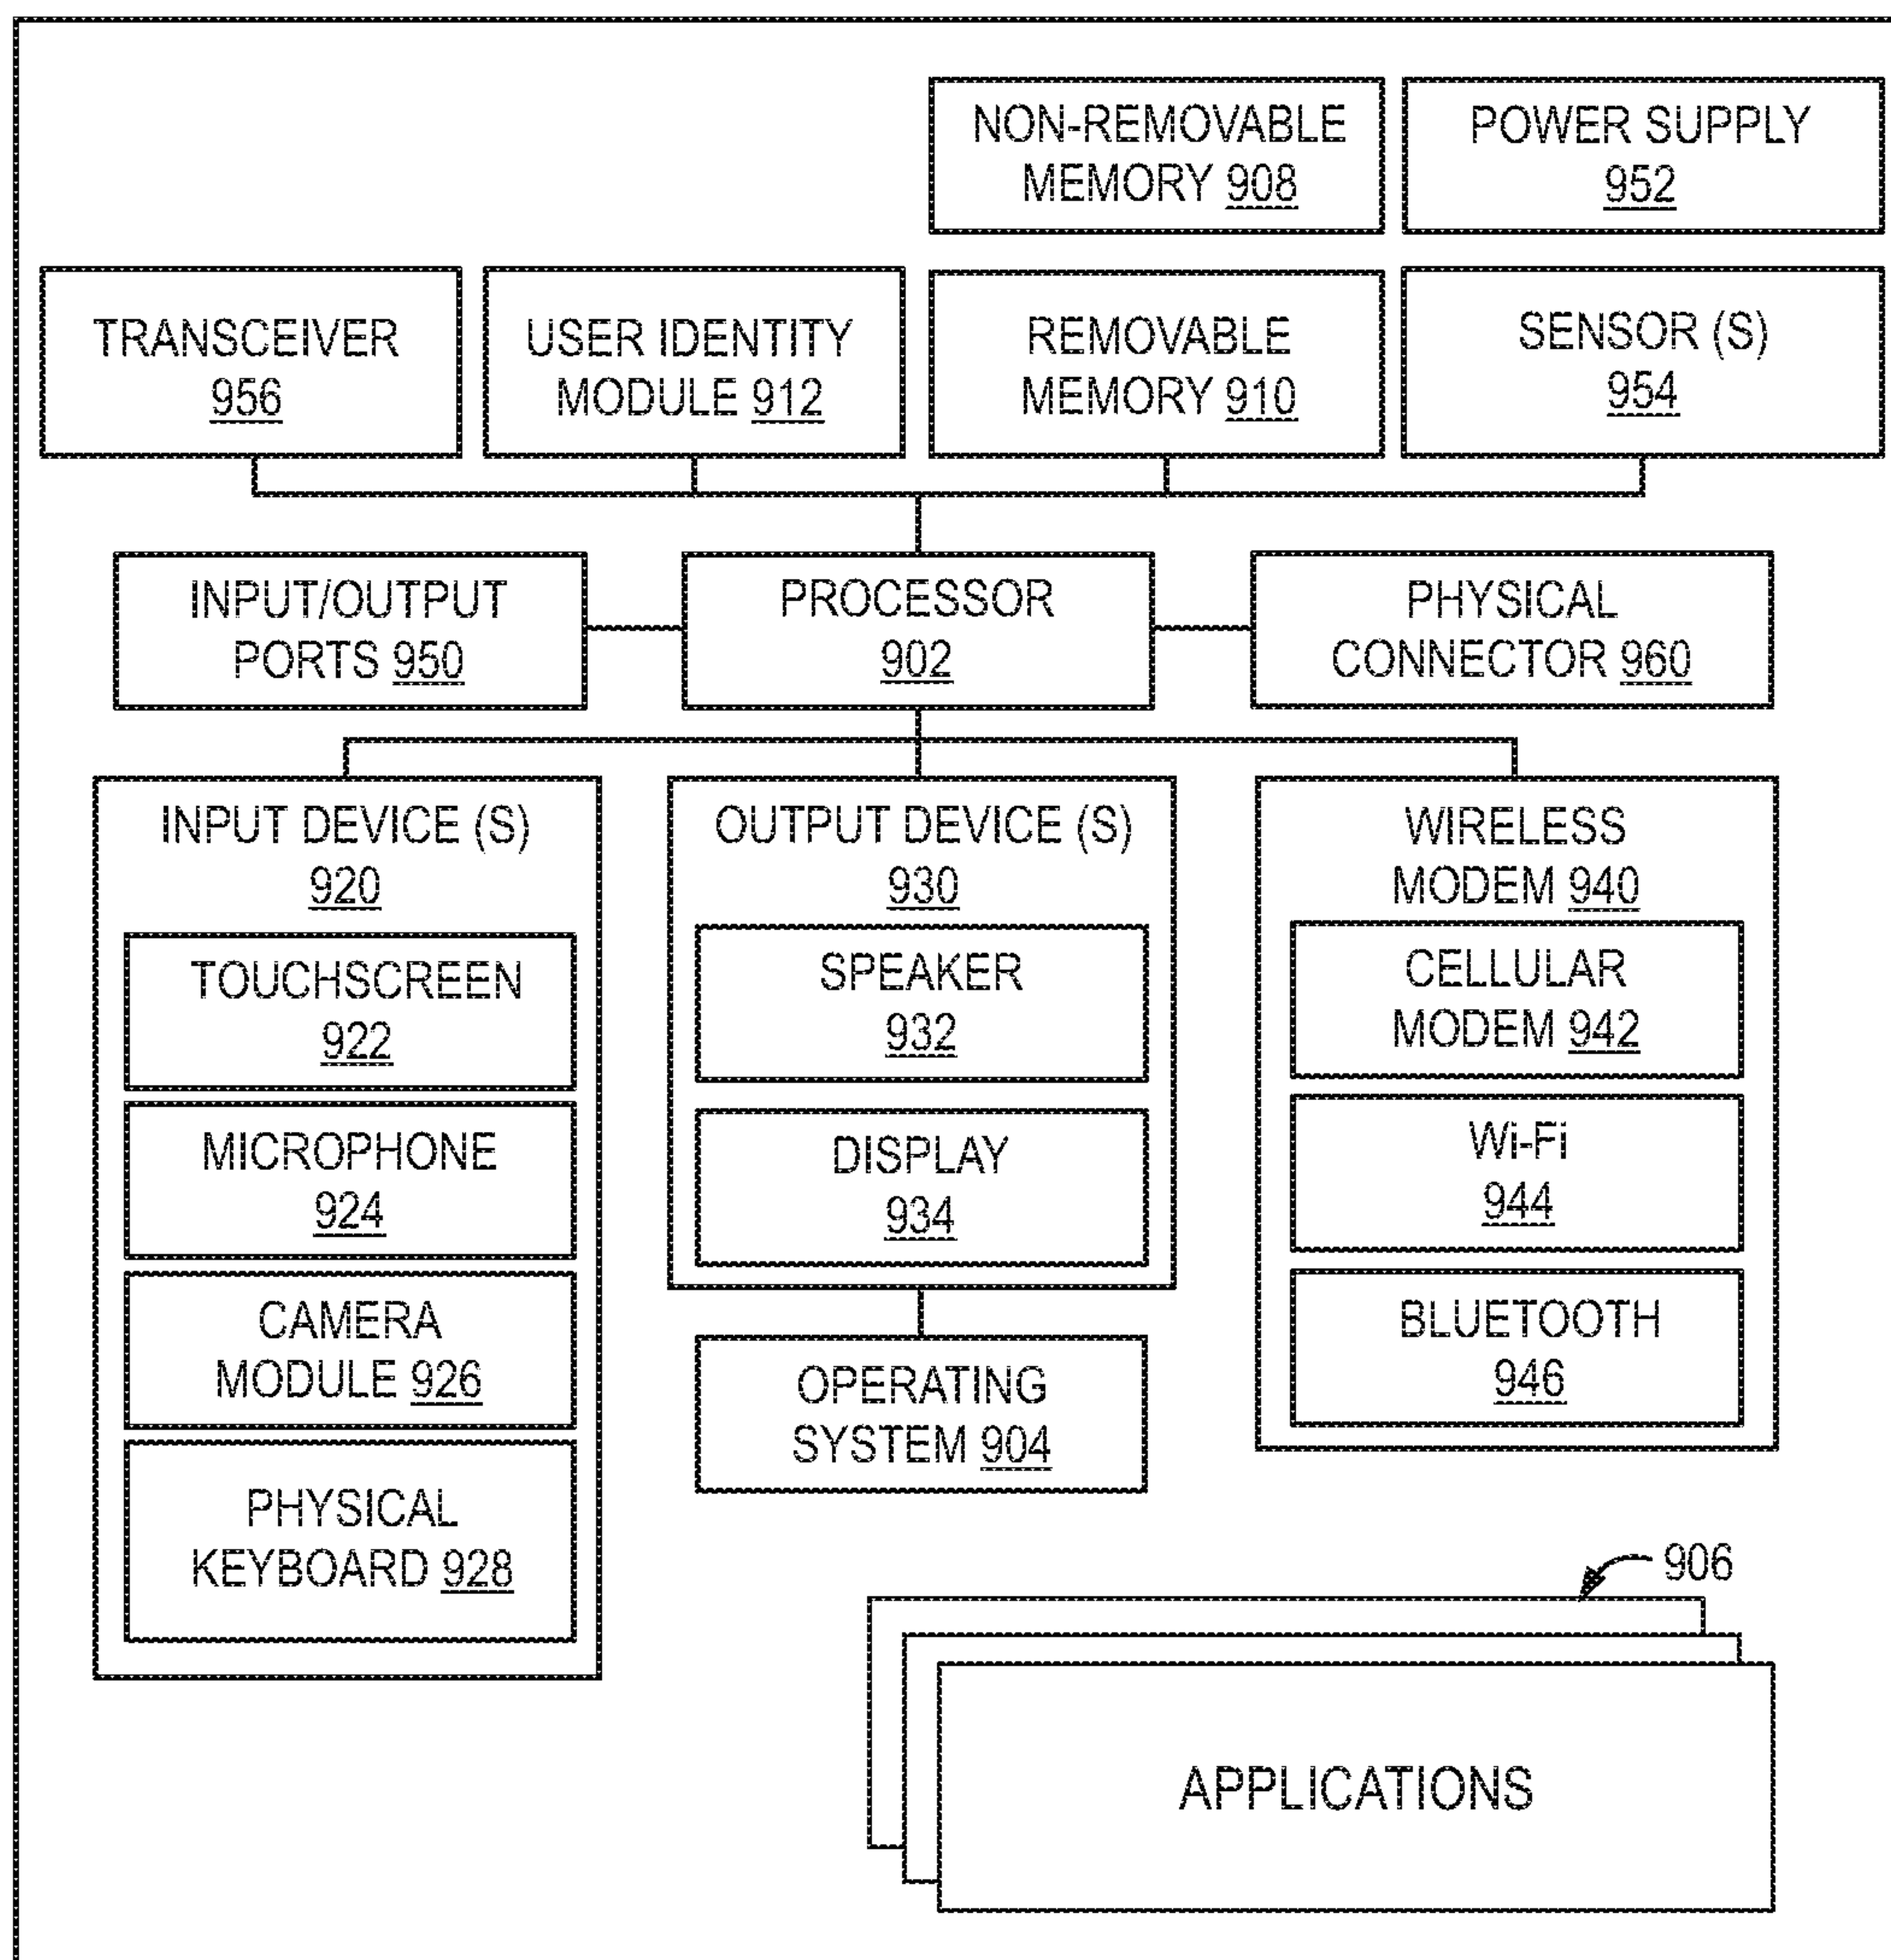 NON-REMOVABLE
MEMORY 908
POWER SUPPLY
952
TRANSCEIVER
956
USER IDENTITY
MODULE 912
REMOVABLE
MEMORY 910
SENSOR (S)
954
INPUT/OUTPUT
PORTS 950
PROCESSOR
902
PHYSICAL
CONNECTOR 960
INPUT DEVICE (S)
920
TOUCHSCREEN
922
MICROPHONE
924
CAMERA
MODULE 926
PHYSICAL
KEYBOARD 928
OUTPUT DEVICE (S)
930
SPEAKER
932
DISPLAY
934
OPERATING
SYSTEM 904
WIRELESS
MODEM 940
CELLULAR
MODEM 942
Wi-Fi
944
BLUETOOTH
946
906
APPLICATIONS